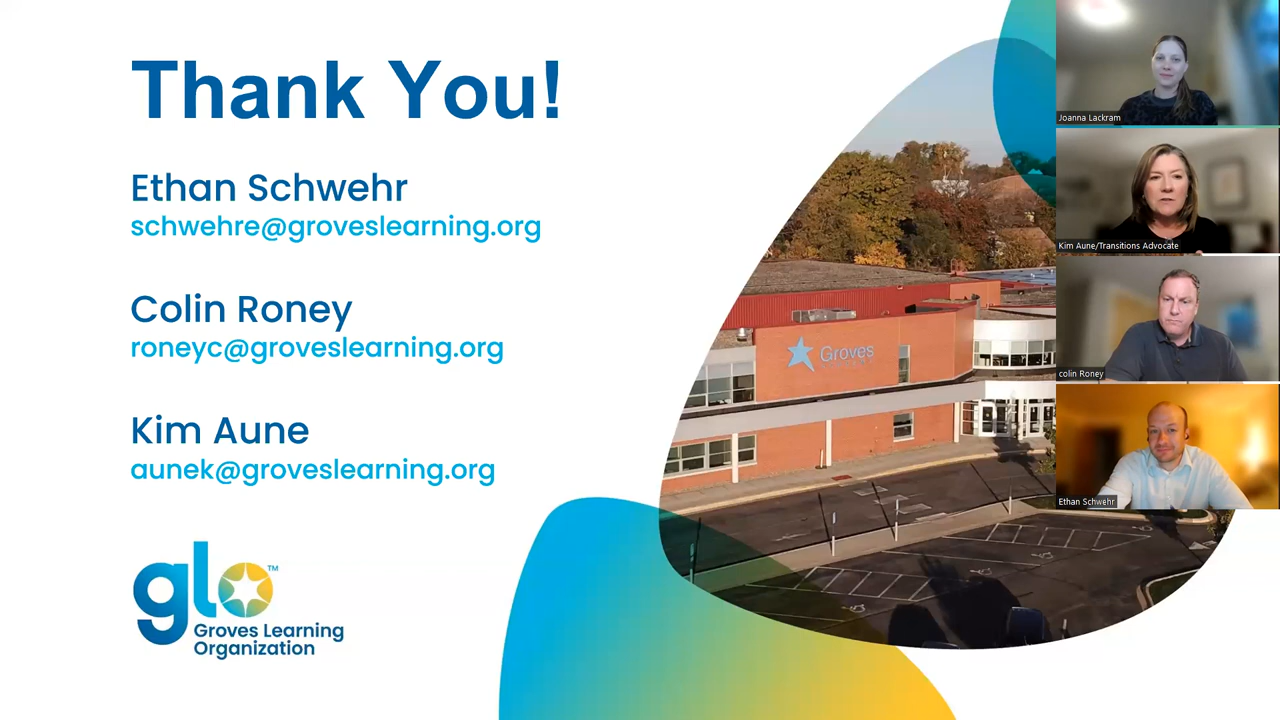 Thank You!
Ethan Schwehr
schwehre@groveslearning.org
Colin Roney
roneyc@groveslearning.org
Kim Aune
aunek@groveslearning.org
glo™
Groves Learning
Organization
Groves
Joanna Lackram
Kim Aune/Transitions Advocate
colin Roney
Ethan Schwehr